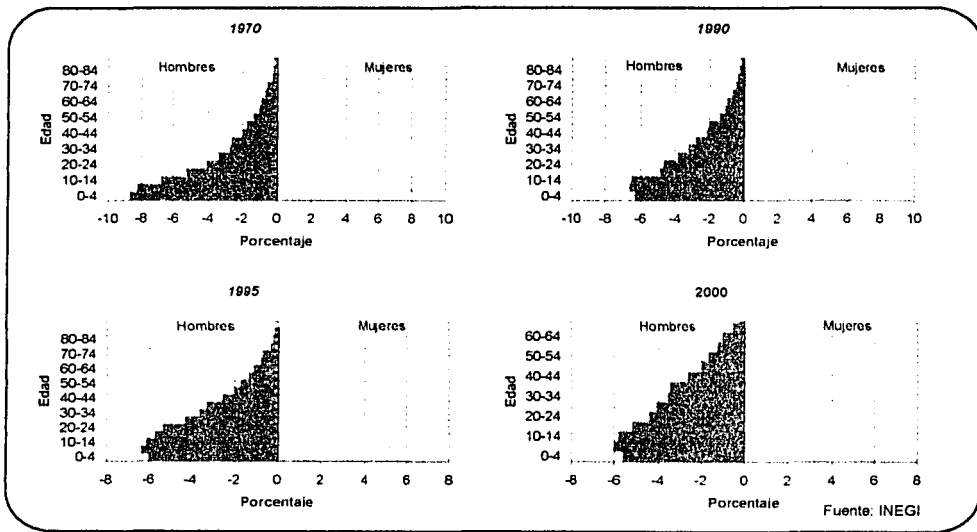 1970
Hombres Mujeres
Edad
80-84
70-74
60-64
50-54
40-44
30-34
20-24
10-14
0-4
-10 -8 -6 -4 -2 0 2 4 6 8 10
Porcentaje
1990
Hombres Mujeres
Edad
80-84
70-74
60-64
50-54
40-44
30-34
20-24
10-14
0-4
-10 -8 -6 -4 -2 0 2 4 6 8 10
Porcentaje
1995
Hombres Mujeres
Edad
80-84
70-74
60-64
50-54
40-44
30-34
20-24
10-14
0-4
-8 -6 -4 -2 0 2 4 6 8
Porcentaje
2000
Hombres Mujeres
Edad
60-64
50-54
40-44
30-34
20-24
10-14
0-4
-8 -6 -4 -2 0 2 4 6 8
Porcentaje
Fuente: INEGI